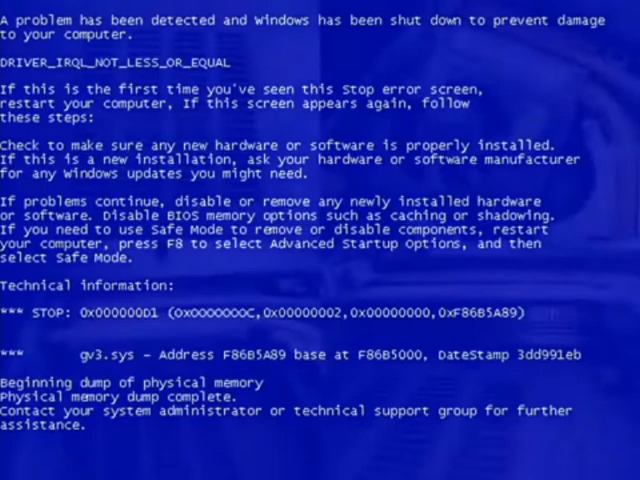 A problem has been detected and Windows has been shut down to prevent damage
to your computer.
DRIVER_IRQL_NOT_LESS_OR_EQUAL
If this is the first time you've seen this Stop error screen,
restart your computer, If this screen appears again, follow
these steps:
Check to make sure any new hardware or software is properly installed.
If this is a new installation, ask your hardware or software manufacturer
for any Windows updates you might need.
If problems continue, disable or remove any newly installed hardware
or software. Disable BIOS memory options such as caching or shadowing.
If you need to use Safe Mode to remove or disable components, restart
your computer, press F8 to select Advanced Startup Options, and then
select Safe Mode.
Technical information:
*** STOP: 0x000000D1 (0x0000000C,0x00000002,0x00000000,0xF86B5A89)
*** gv3.sys - Address F86B5A89 base at F86B5000, DateStamp 3dd991eb
Beginning dump of physical memory
Physical memory dump complete.
Contact your system administrator or technical support group for further
assistance.